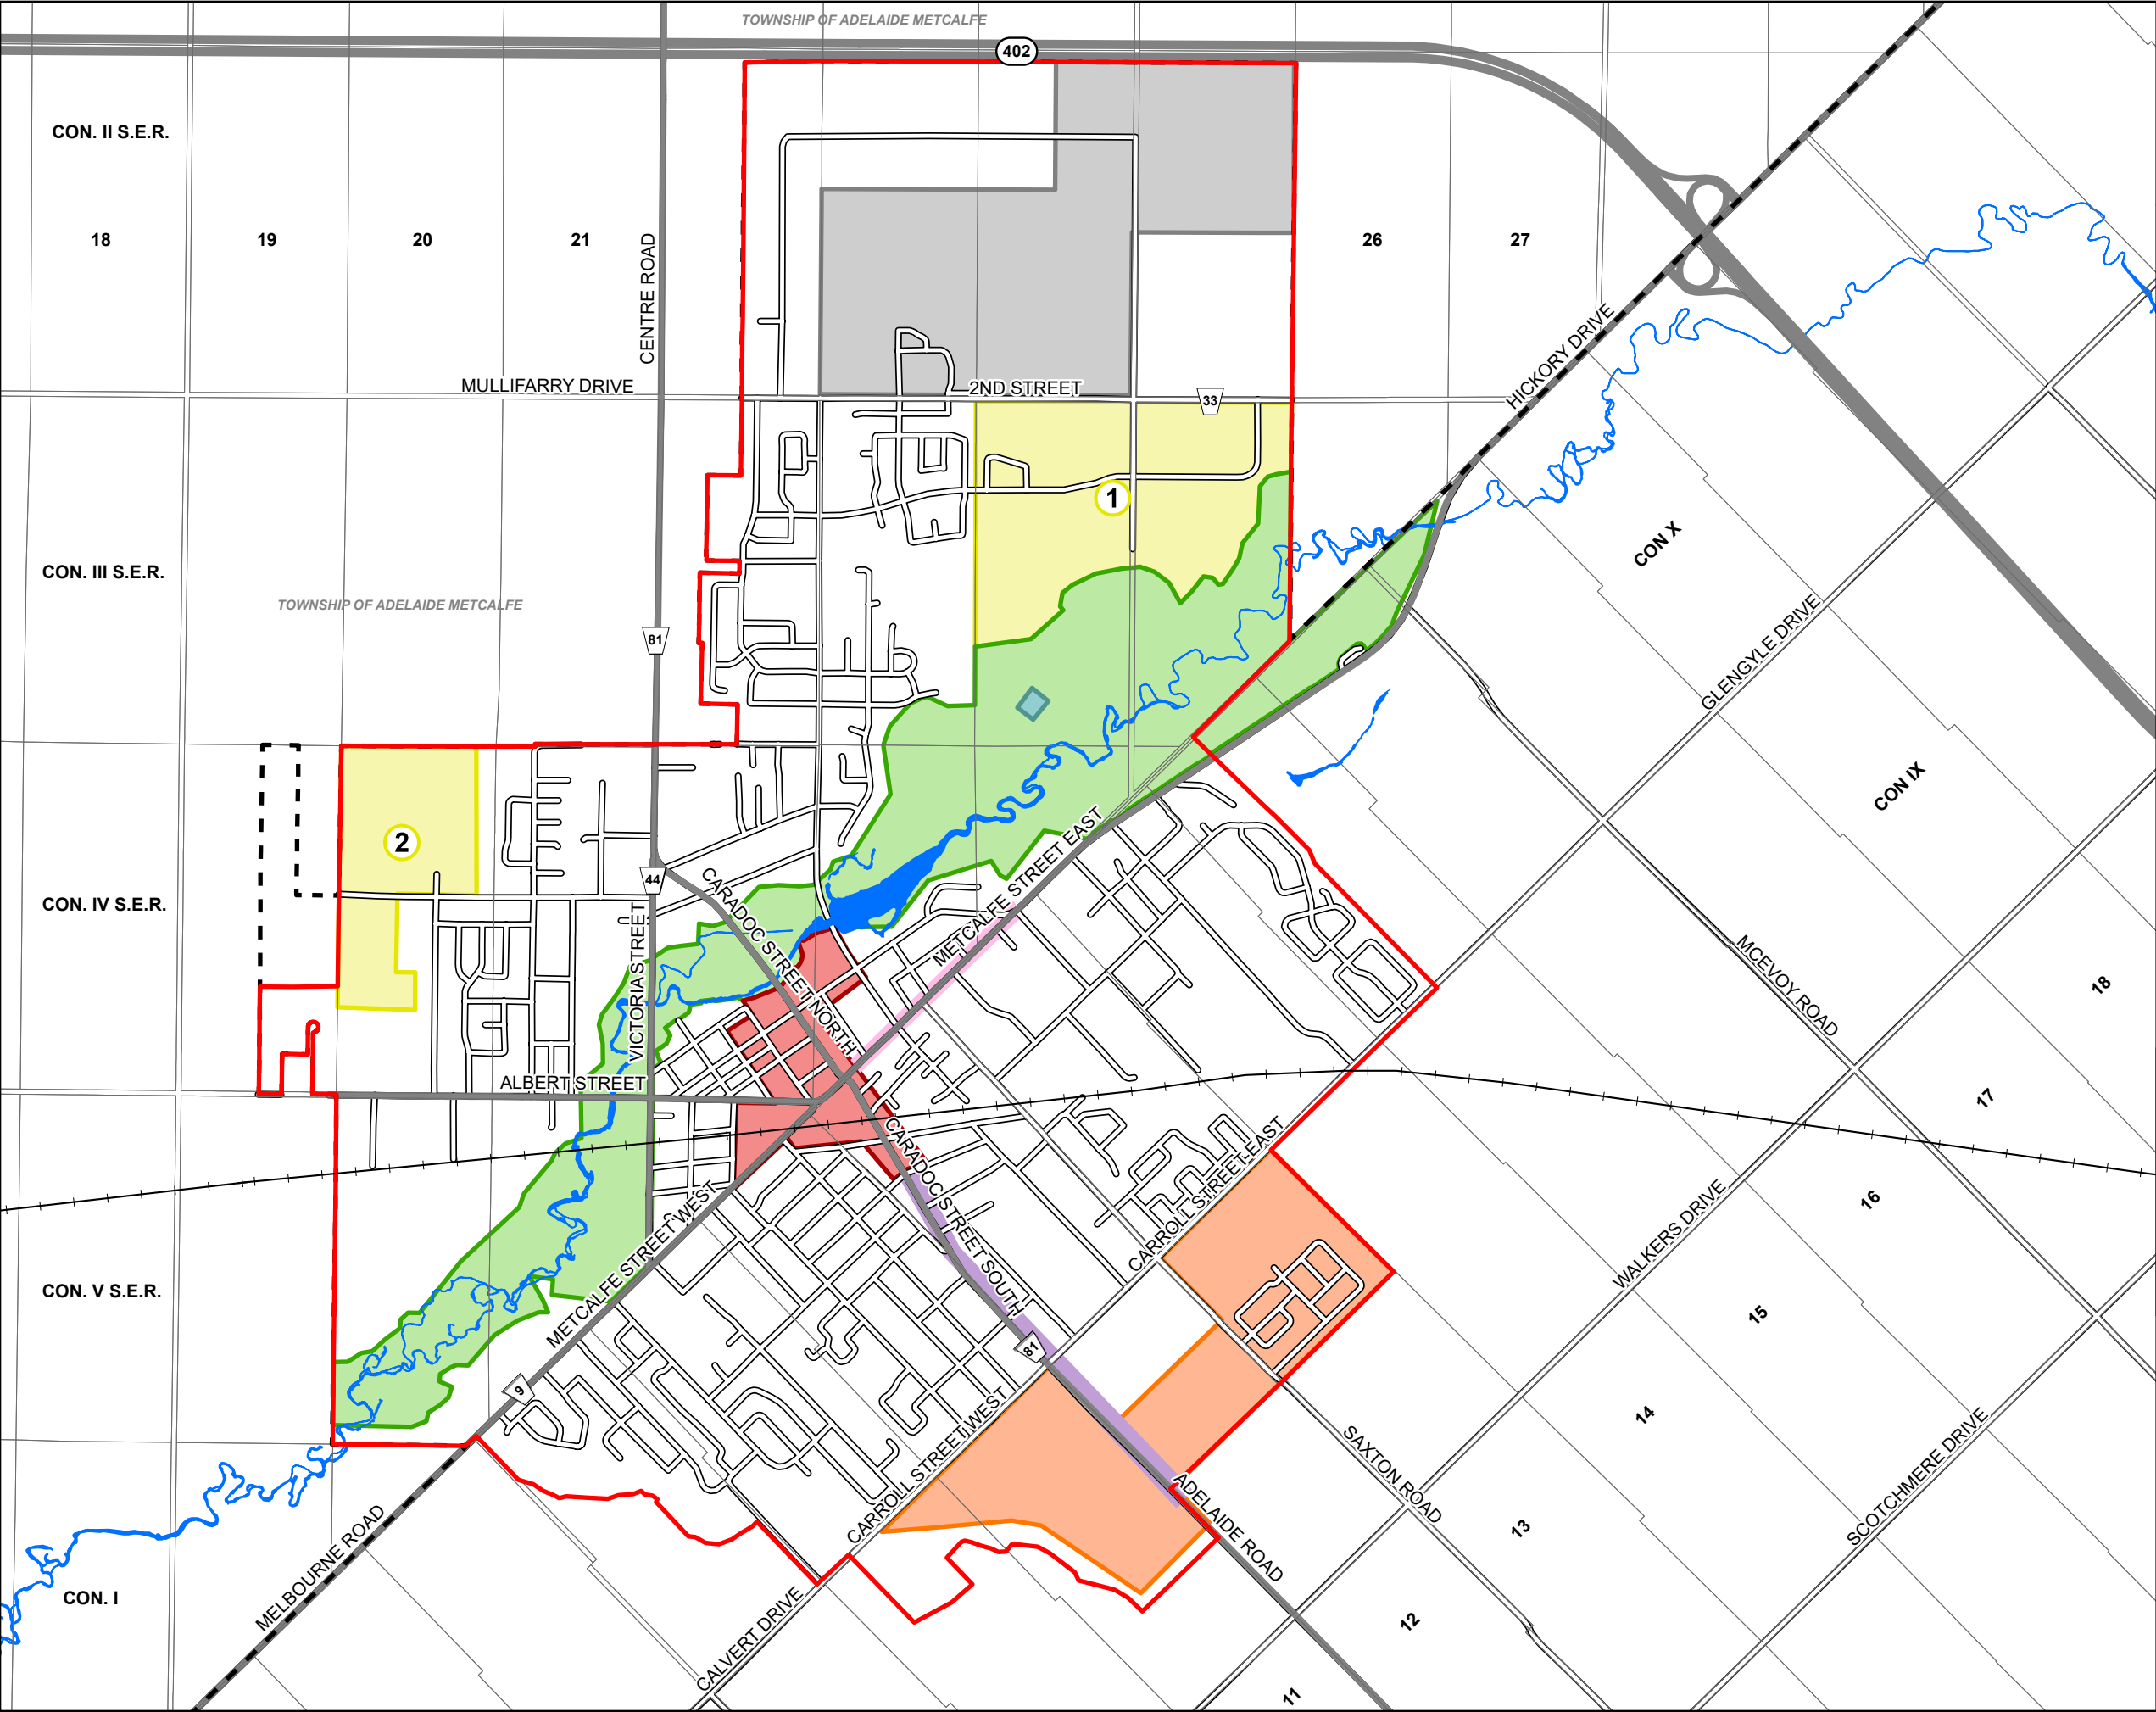 TOWNSHIP OF ADELAIDE METCALFE
402
CON. II S.E.R.
18
19
20
21
26
27
CENTRE ROAD
MULLIFARRY DRIVE
2ND STREET
33
HICKORY DRIVE
1
CON X
CON. III S.E.R.
TOWNSHIP OF ADELAIDE METCALFE
81
GLENGYLE DRIVE
CON IX
2
44
CARADOC STREET NORTH
METCALFE STREET EAST
CON. IV S.E.R.
VICTORIA STREET
MCEVOY ROAD
18
ALBERT STREET
17
CARADOC STREET SOUTH
CARROLL STREET EAST
16
WALKERS DRIVE
METCALFE STREET WEST
CON. V S.E.R.
15
81
9
14
CARROLL STREET WEST
SAXTON ROAD
ADELAIDE ROAD
SCOTCHMERE DRIVE
13
MELBOURNE ROAD
CON. I
12
CALVERT DRIVE
11